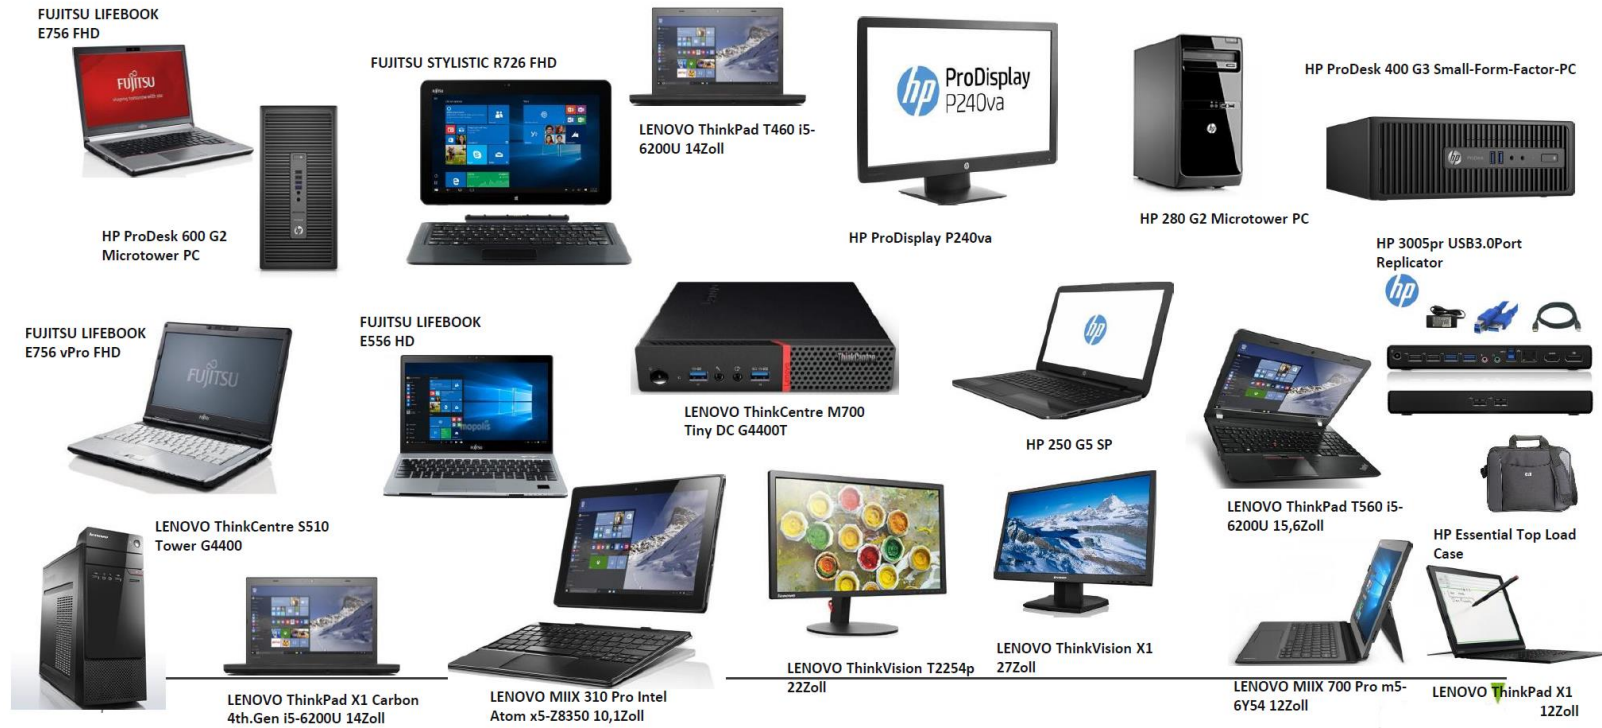 FUJITSU LIFEBOOK
E756 FHD
FUJITSU
FUJITSU STYLISTIC R726 FHD
LENOVO ThinkPad T460 i5-
6200U 14Zoll
hp ProDisplay
P240va
HP ProDesk 400 G3 Small-Form-Factor-PC
HP ProDesk 600 G2
Microtower PC
HP ProDisplay P240va
HP 280 G2 Microtower PC
HP 3005pr USB3.0Port
Replicator
hp
FUJITSU LIFEBOOK
E756 vPro FHD
FUJITSU
FUJITSU LIFEBOOK
E556 HD
ThinkCentre
LENOVO ThinkCentre M700
Tiny DC G4400T
hp
HP 250 G5 SP
LENOVO ThinkPad T560 i5-
6200U 15,6Zoll
HP Essential Top Load
Case
LENOVO ThinkCentre S510
Tower G4400
LENOVO ThinkPad X1 Carbon
4th.Gen i5-6200U 14Zoll
LENOVO MIIX 310 Pro Intel
Atom x5-Z8350 10,1Zoll
LENOVO ThinkVision T2254p
22Zoll
LENOVO ThinkVision X1
27Zoll
LENOVO MIIX 700 Pro m5-
6Y54 12Zoll
LENOVO ThinkPad X1
12Zoll